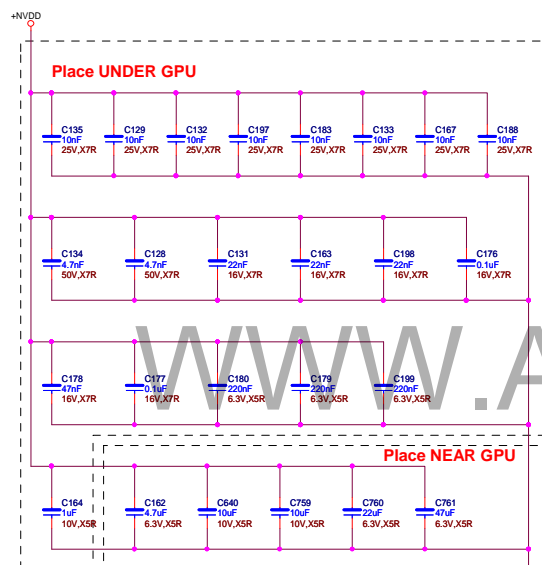 +NVDD
Place UNDER GPU
C135 C129 C132 C197 C183 C133 C167 C188
10nF 10nF 10nF 10nF 10nF 10nF 10nF 10nF
25V,X7R 25V,X7R 25V,X7R 25V,X7R 25V,X7R 25V,X7R 25V,X7R 25V,X7R
C134 C128 C131 C163 C198 C176
4.7nF 4.7nF 22nF 22nF 22nF 0.1uF
50V,X7R 50V,X7R 16V,X7R 16V,X7R 16V,X7R 16V,X7R
C178 C177 C180 C179 C199
47nF 0.1uF 220nF 220nF 220nF
16V,X7R 16V,X7R 6.3V,X5R 6.3V,X5R 6.3V,X5R
WWW.A
Place NEAR GPU
C164 C162 C640 C759 C760 C761
1uF 4.7uF 10uF 10uF 22uF 47uF
10V,X5R 6.3V,X5R 10V,X5R 10V,X5R 6.3V,X5R 6.3V,X5R